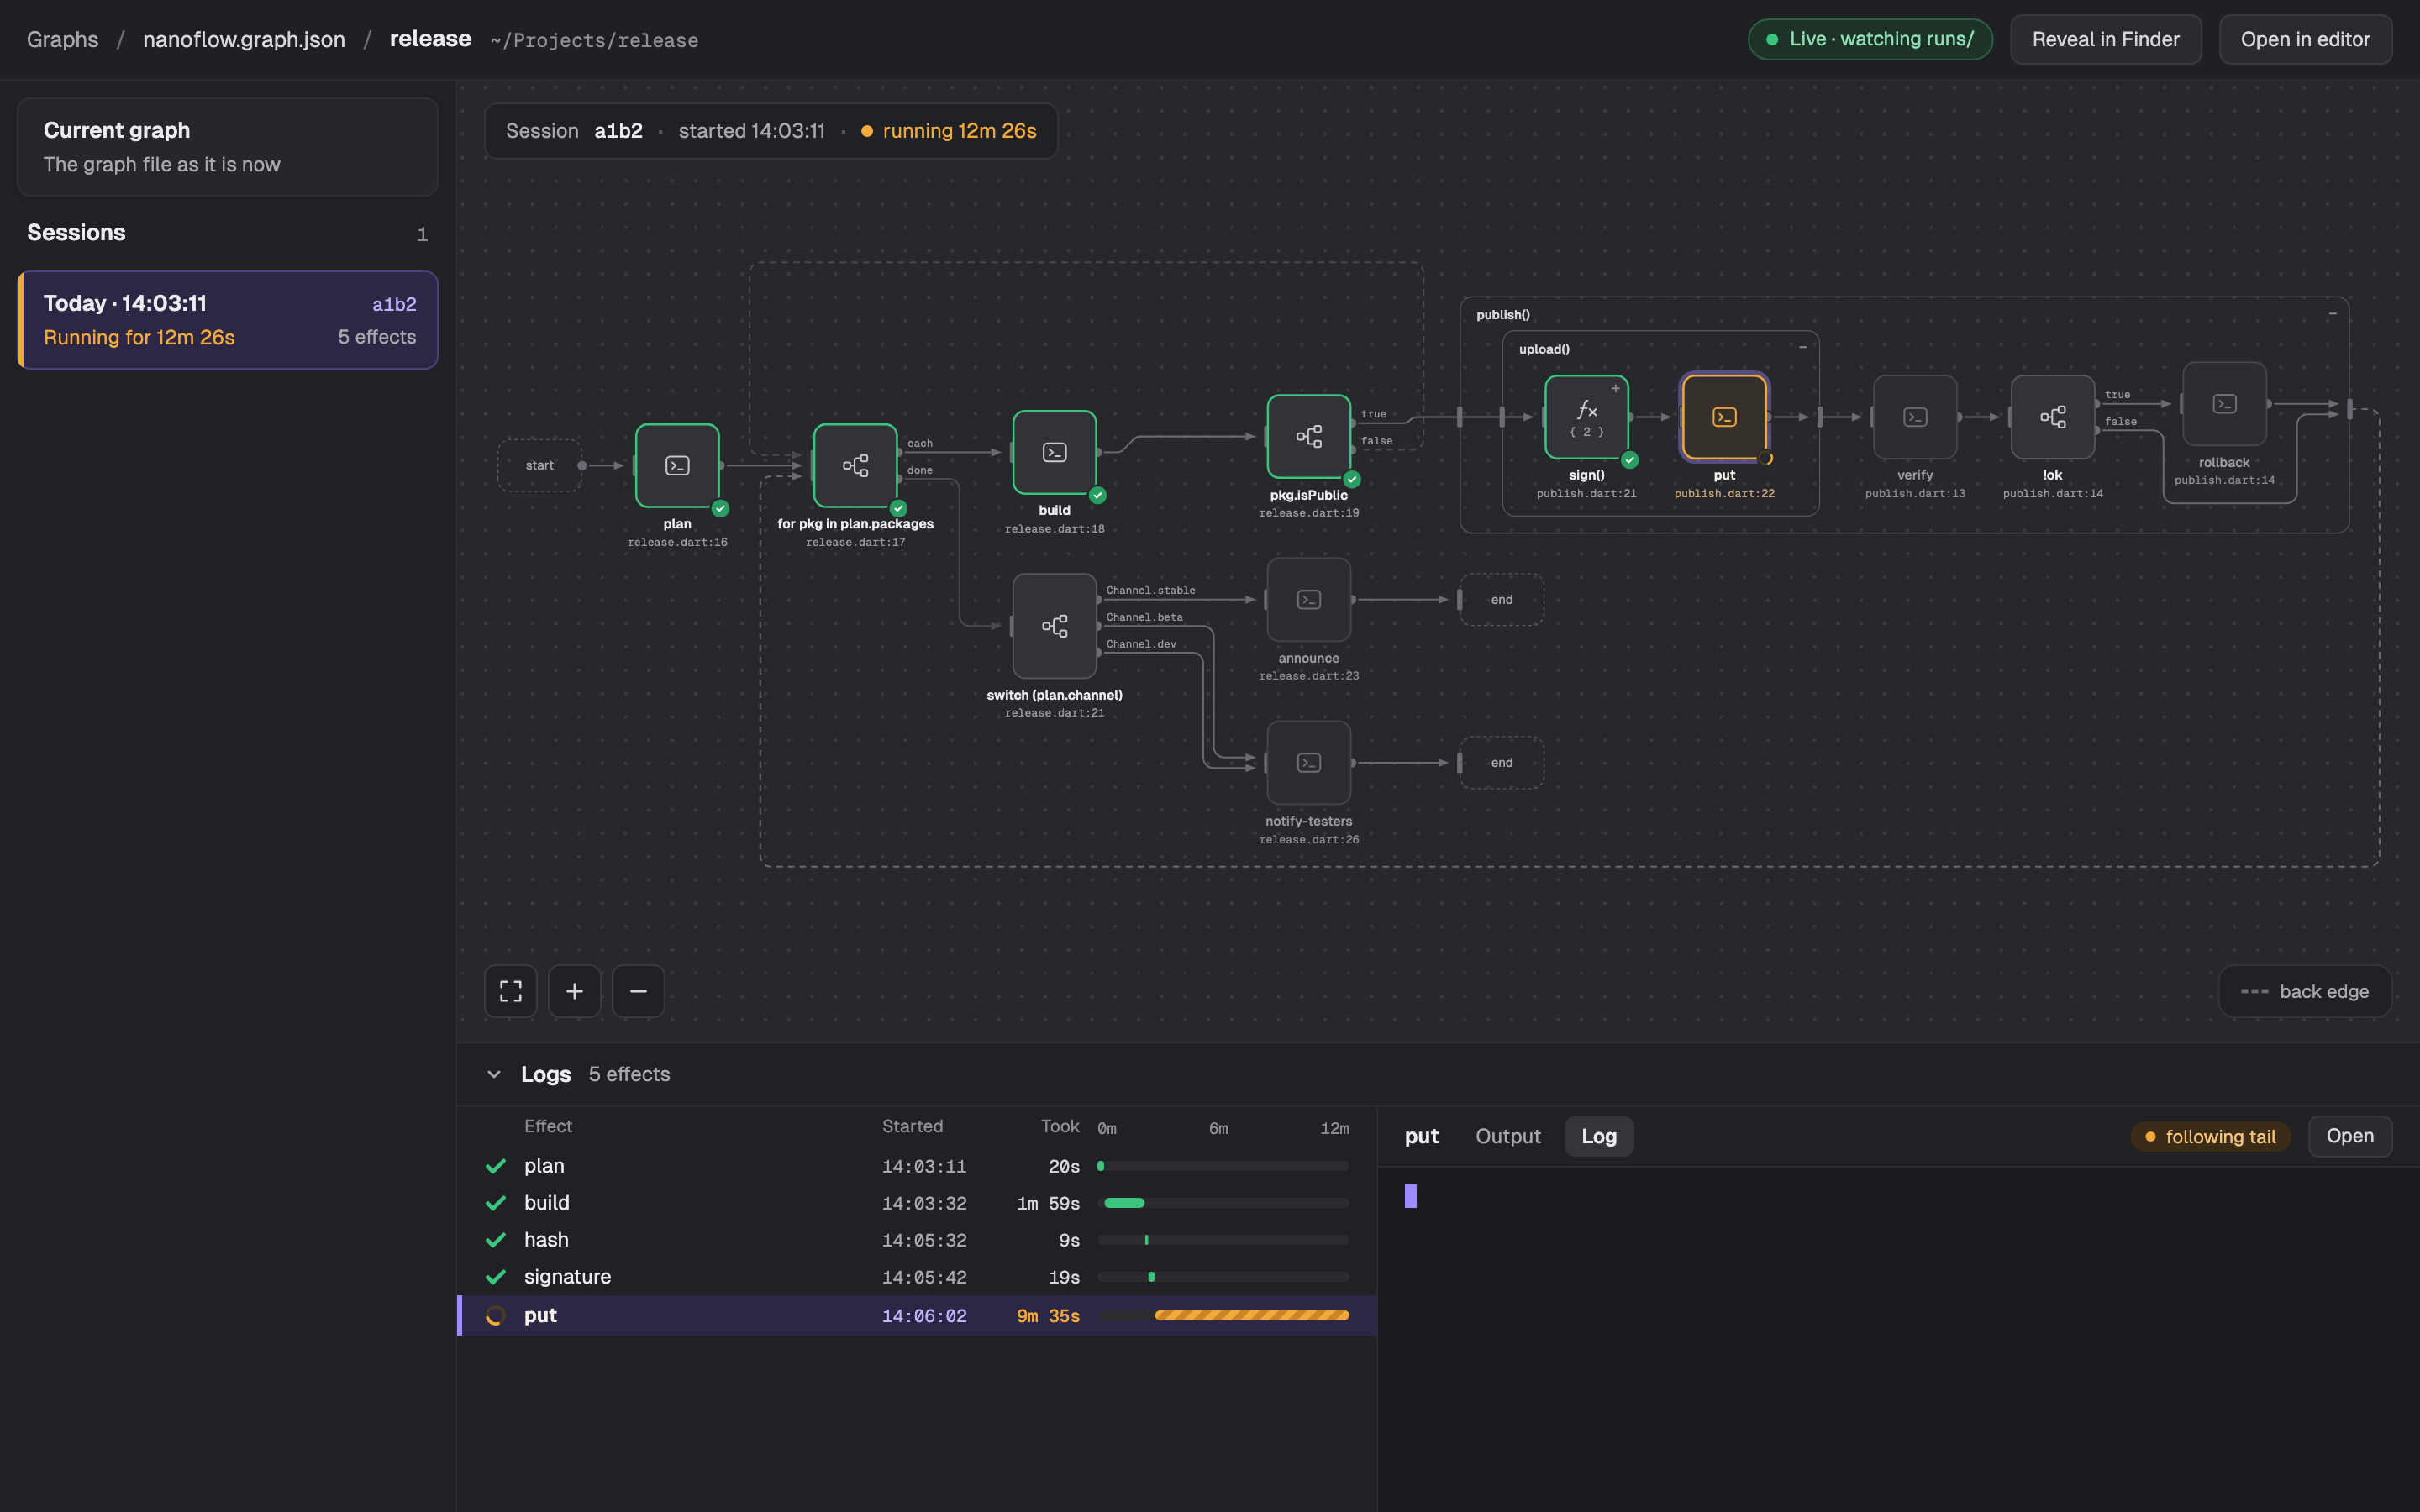 Graphs / nanoflow.graph.json / release ~/Projects/release
Live · watching runs/
Reveal in Finder
Open in editor
Current graph
The graph file as it is now
Sessions 1
Today · 14:03:11 a1b2
Running for 12m 26s 5 effects
Session a1b2 · started 14:03:11 · running 12m 26s
start
plan
release.dart:16
for pkg in plan.packages
release.dart:17
each
done
build
release.dart:18
pkg.isPublic
release.dart:19
true
false
publish()
upload()
ƒx
{ 2 }
sign()
publish.dart:21
put
publish.dart:22
verify
publish.dart:13
!ok
publish.dart:14
true
false
rollback
publish.dart:14
switch (plan.channel)
release.dart:21
Channel.stable
Channel.beta
Channel.dev
announce
release.dart:23
end
notify-testers
release.dart:26
end
back edge
Logs 5 effects
Effect Started Took 0m 6m 12m
plan 14:03:11 20s
build 14:03:32 1m 59s
hash 14:05:32 9s
signature 14:05:42 19s
put 14:06:02 9m 35s
put Output Log
following tail
Open